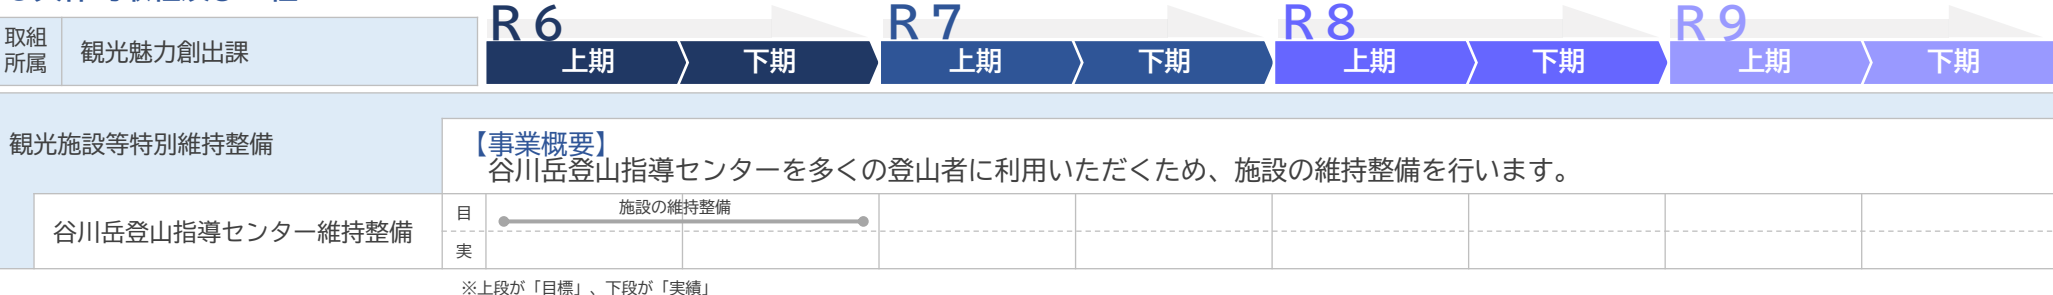 R6 R7 R8 R9
取組
所属
観光魅力創出課
上期 下期 上期 下期 上期 下期 上期 下期
観光施設等特別維持整備
【事業概要】
谷川岳登山指導センターを多くの登山者に利用いただくため、施設の維持整備を行います。
谷川岳登山指導センター維持整備
目
施設の維持整備
実
※上段が「目標」、下段が「実績」